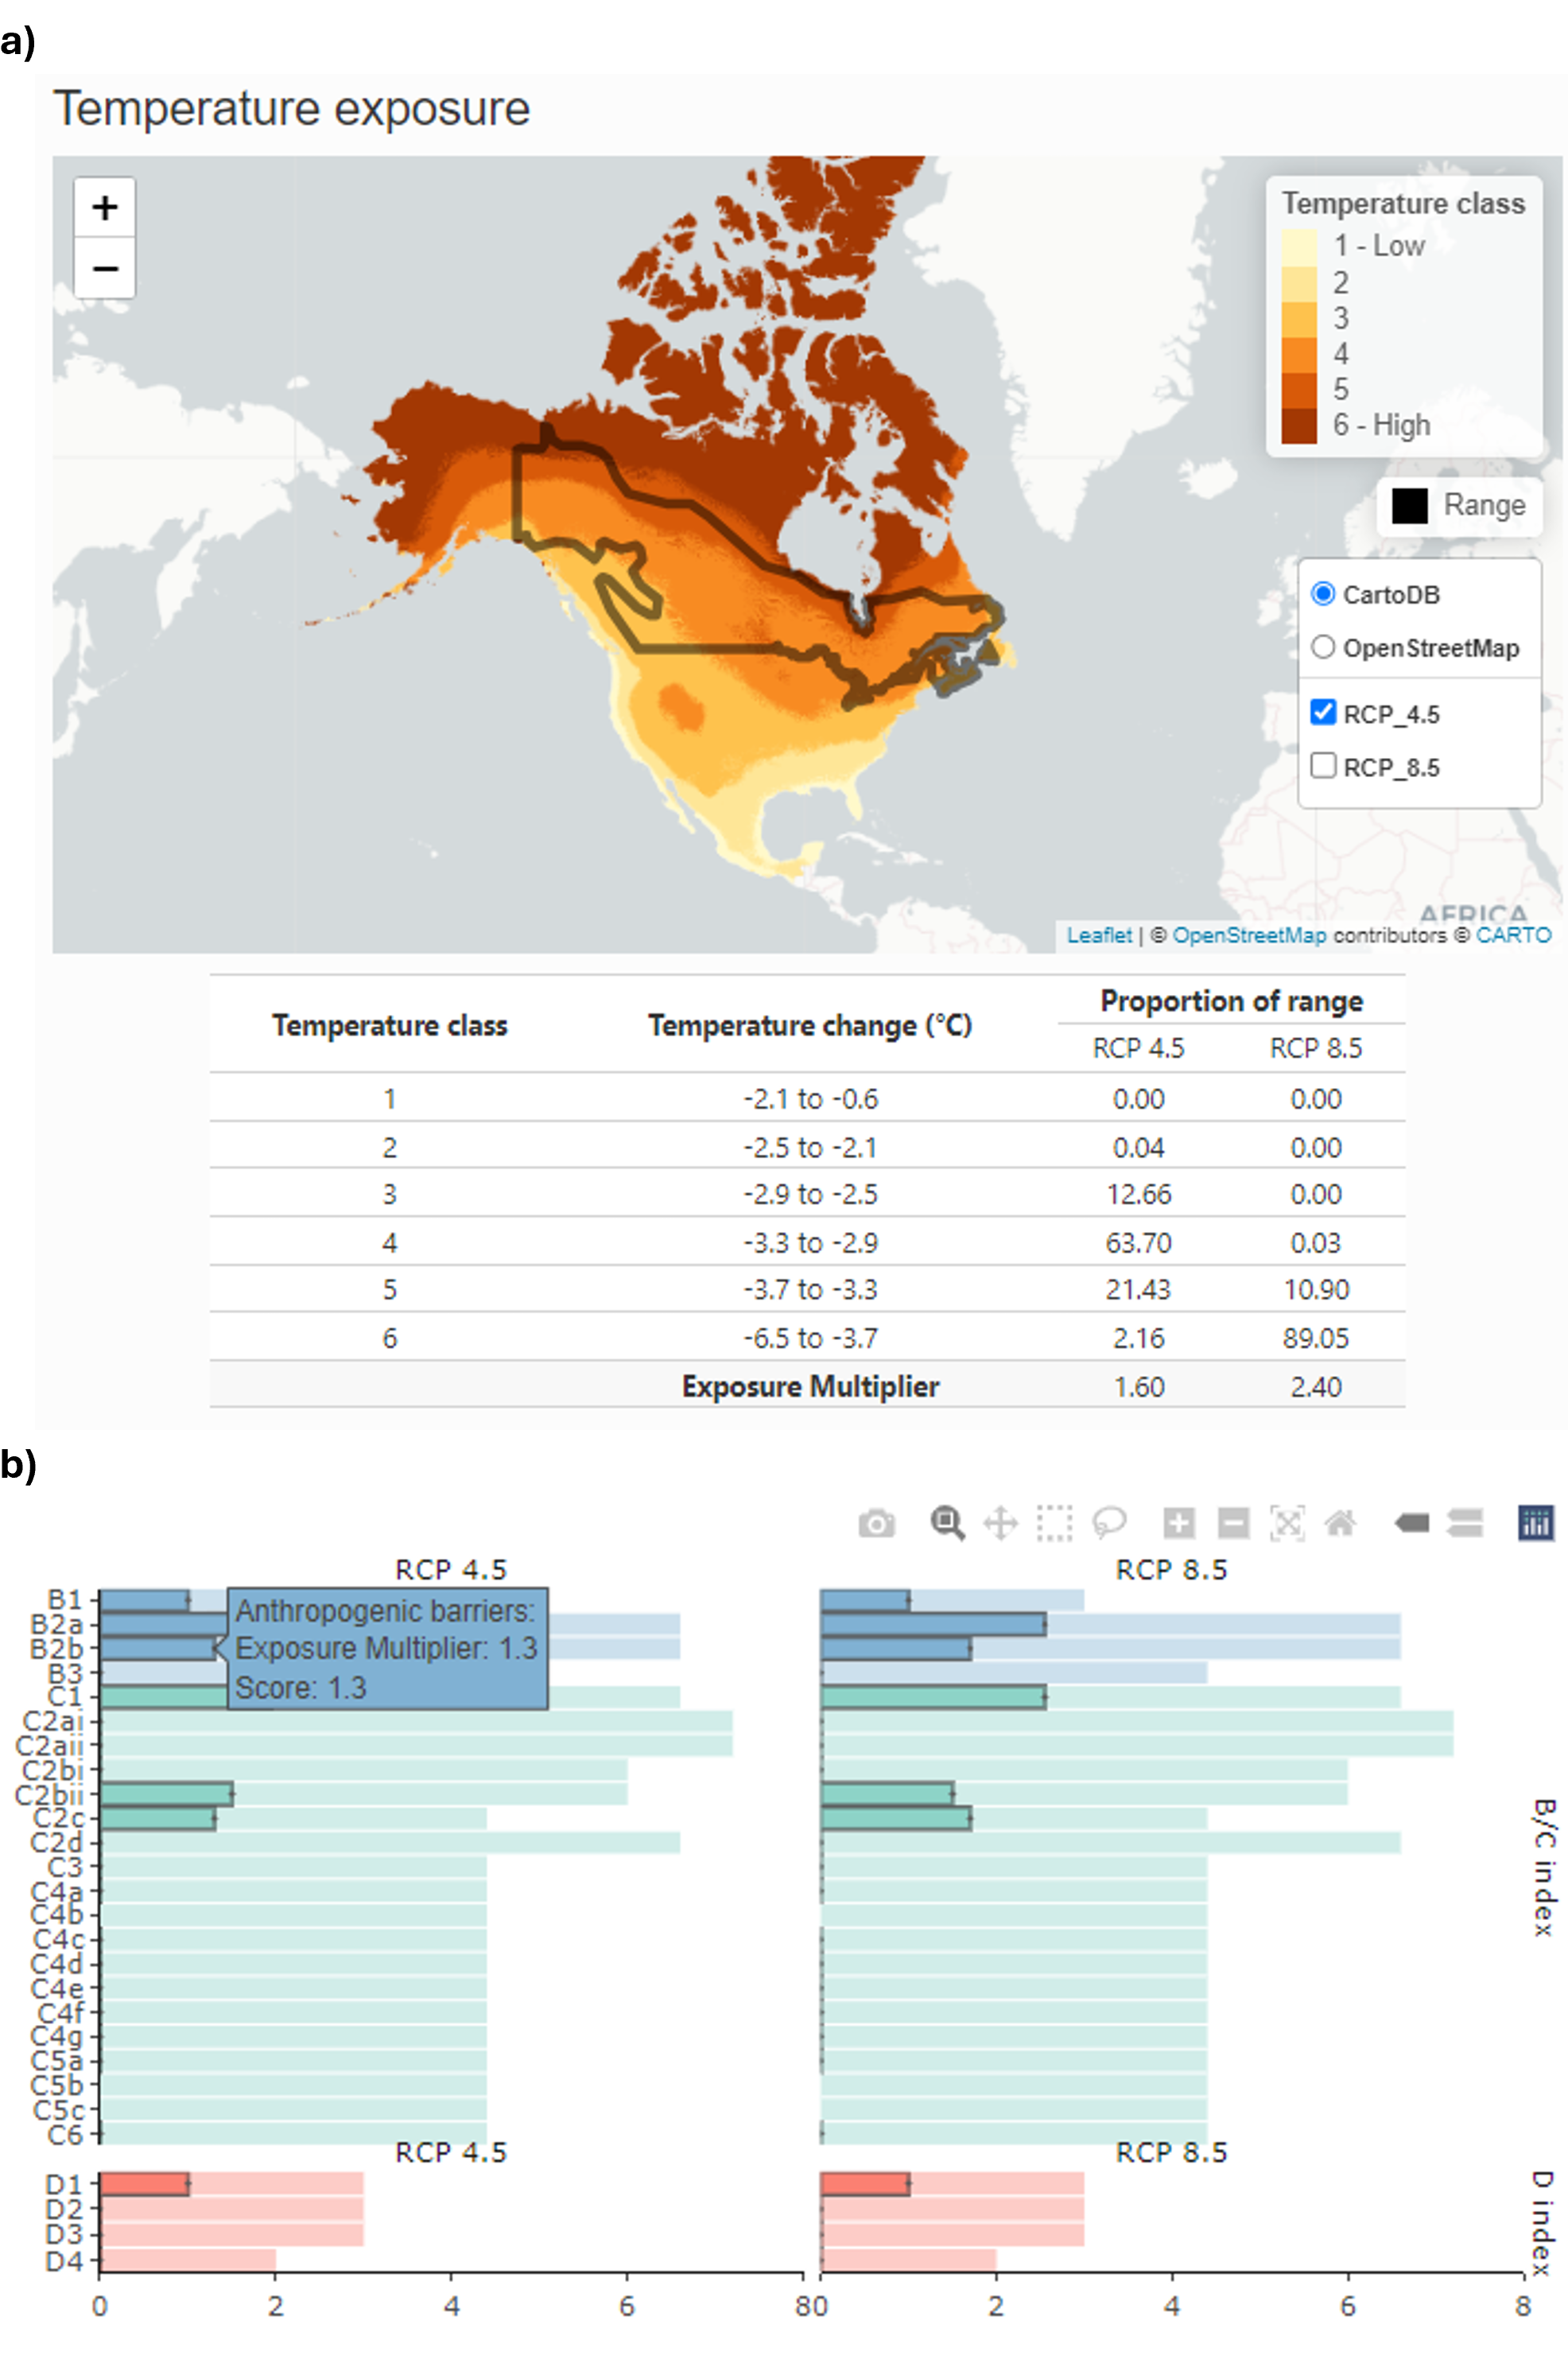 a)
Temperature exposure
+
−
Temperature class
1 - Low
2
3
4
5
6 - High
Range
CartoDB
OpenStreetMap
RCP_4.5
RCP_8.5
AFRICA
Leaflet | © OpenStreetMap contributors © CARTO
Temperature class Temperature change (°C) Proportion of range
RCP 4.5 RCP 8.5
1 -2.1 to -0.6 0.00 0.00
2 -2.5 to -2.1 0.04 0.00
3 -2.9 to -2.5 12.66 0.00
4 -3.3 to -2.9 63.70 0.03
5 -3.7 to -3.3 21.43 10.90
6 -6.5 to -3.7 2.16 89.05
Exposure Multiplier 1.60 2.40
b)
RCP 4.5 RCP 8.5
B1
B2a
B2b
B3
C1
C2ai
C2aii
C2bi
C2bii
C2c
C2d
C3
C4a
C4b
C4c
C4d
C4e
C4f
C4g
C5a
C5b
C5c
C6
Anthropogenic barriers:
Exposure Multiplier: 1.3
Score: 1.3
B/C index
RCP 4.5 RCP 8.5
D1
D2
D3
D4
D index
0 2 4 6 8 0 2 4 6 8